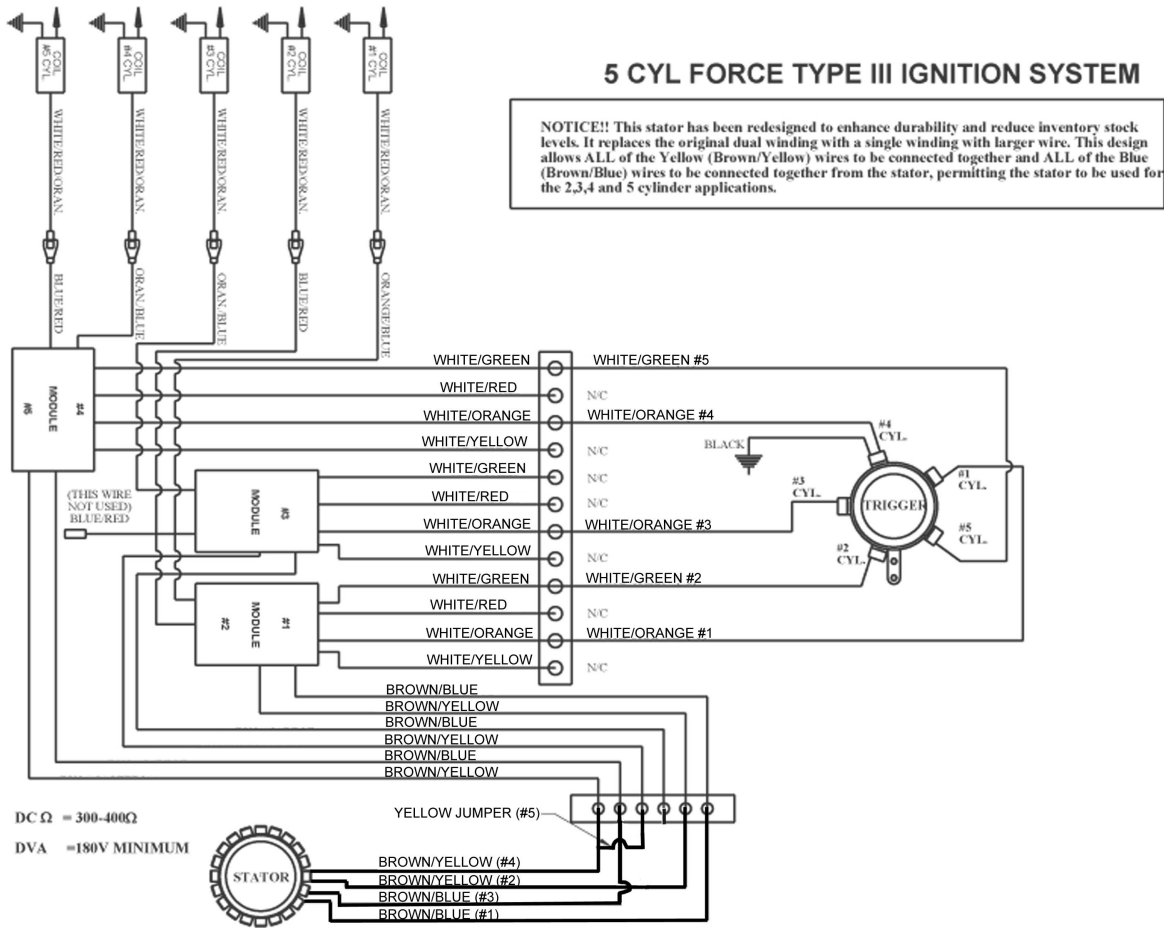 5 CYL FORCE TYPE III IGNITION SYSTEM
NOTICE!! This stator has been redesigned to enhance durability and reduce inventory stock
levels. It replaces the original dual winding with a single winding with larger wire. This design
allows ALL of the Yellow (Brown/Yellow) wires to be connected together and ALL of the Blue
(Brown/Blue) wires to be connected together from the stator, permitting the stator to be used for
the 2,3,4 and 5 cylinder applications.
COIL
#5 CYL.
COIL
#4 CYL.
COIL
#3 CYL.
COIL
#2 CYL.
COIL
#1 CYL.
WHITE/RED/ORAN.
WHITE/RED/ORAN.
WHITE/RED/ORAN.
WHITE/RED/ORAN.
WHITE/RED/ORAN.
BLUE/RED
ORAN./BLUE
ORAN./BLUE
BLUE/RED
ORANGE/BLUE
#4
MODULE
#5
WHITE/GREEN
WHITE/GREEN #5
WHITE/RED
N/C
WHITE/ORANGE
WHITE/ORANGE #4
WHITE/YELLOW
N/C
WHITE/GREEN
N/C
WHITE/RED
N/C
WHITE/ORANGE
WHITE/ORANGE #3
WHITE/YELLOW
N/C
WHITE/GREEN
WHITE/GREEN #2
WHITE/RED
N/C
WHITE/ORANGE
WHITE/ORANGE #1
WHITE/YELLOW
N/C
(THIS WIRE
NOT USED)
BLUE/RED
#3
MODULE
#1
MODULE
#2
BLACK
#4
CYL.
#1
CYL.
#3
CYL.
TRIGGER
#5
CYL.
#2
CYL.
BROWN/BLUE
BROWN/YELLOW
BROWN/BLUE
BROWN/YELLOW
BROWN/BLUE
BROWN/YELLOW
YELLOW JUMPER (#5)
DC Ω = 300-400Ω
DVA =180V MINIMUM
STATOR
BROWN/YELLOW (#4)
BROWN/YELLOW (#2)
BROWN/BLUE (#3)
BROWN/BLUE (#1)